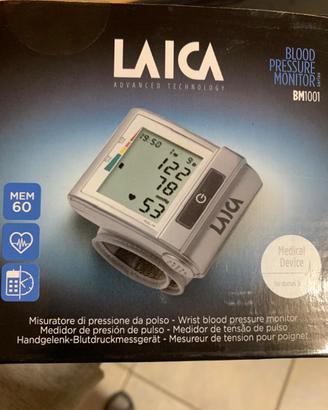 LAICA
ADVANCED TECHNOLOGY
BLOOD
PRESSURE
MONITOR
BM1001
19:50
122
78
53
LAICA
MEM
60
Medical
Device
Misuratore di pressione da polso - Wrist blood pressure monitor
Medidor de presión de pulso - Medidor de tensão de pulso
Handgelenk-Blutdruckmessgerät - Mesureur de tension pour poignet